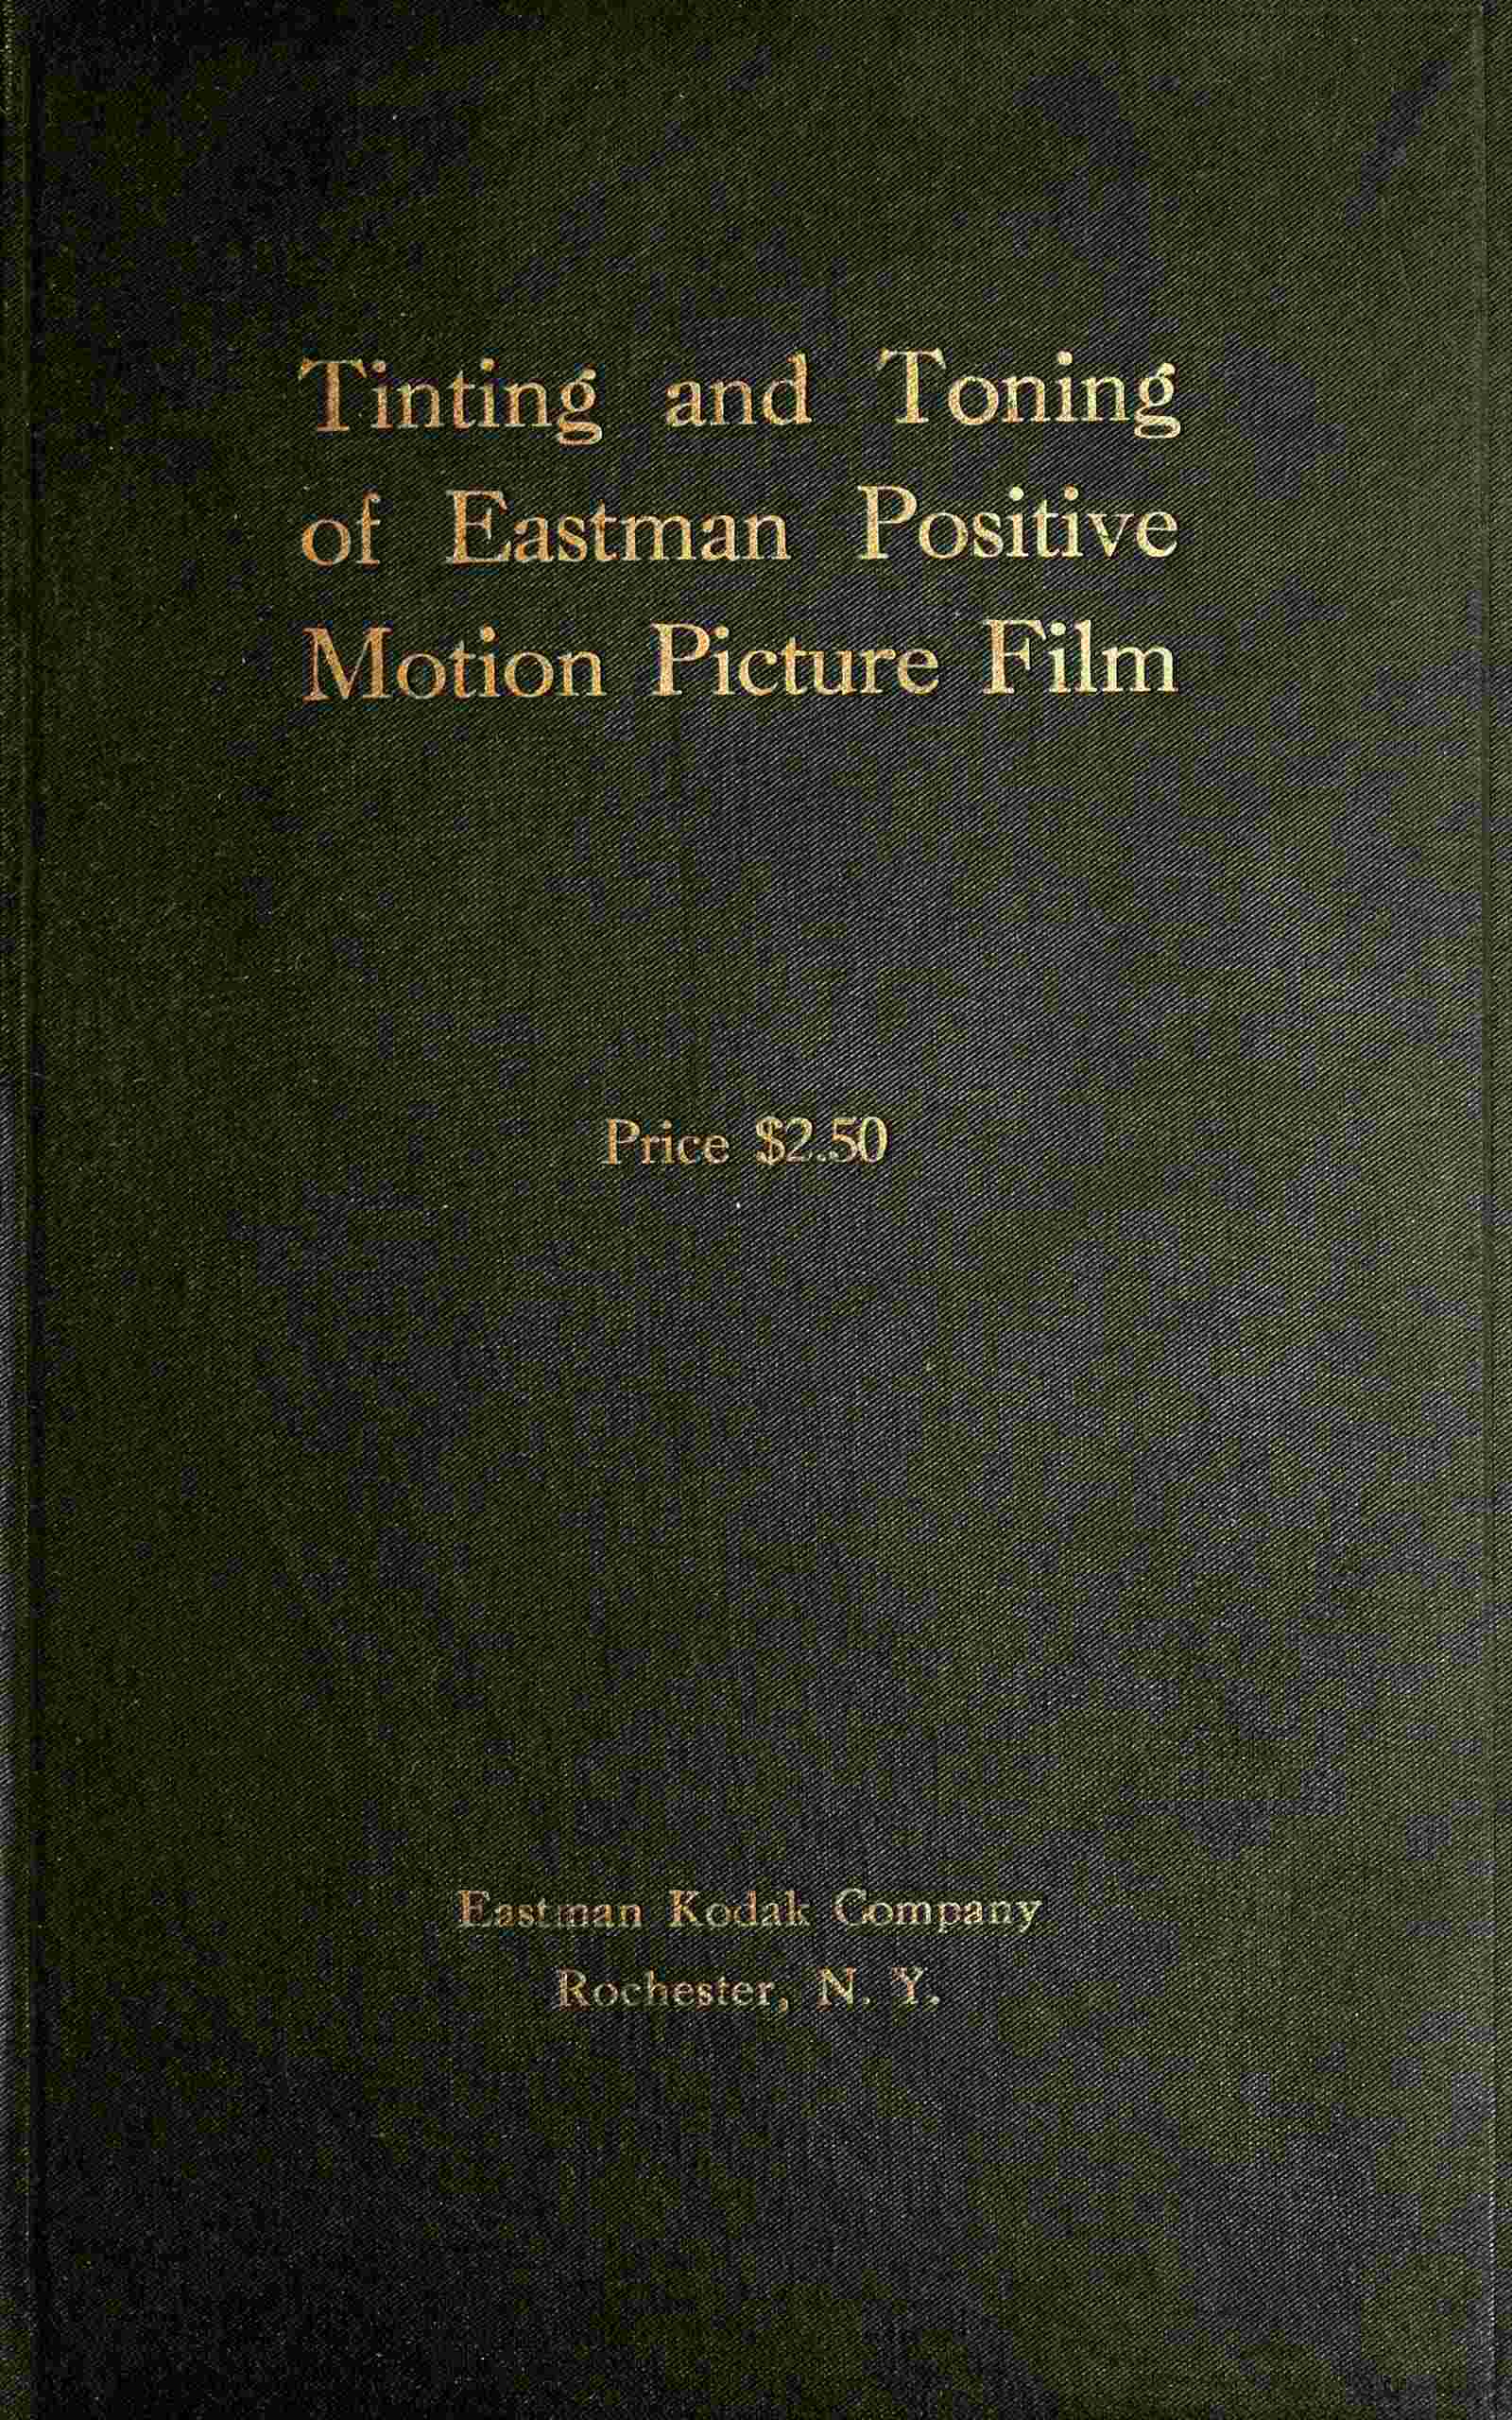 Tinting and Toning
of Eastman Positive
Motion Picture Film
Price $2.50
Eastman Kodak Company
Rochester, N. Y.